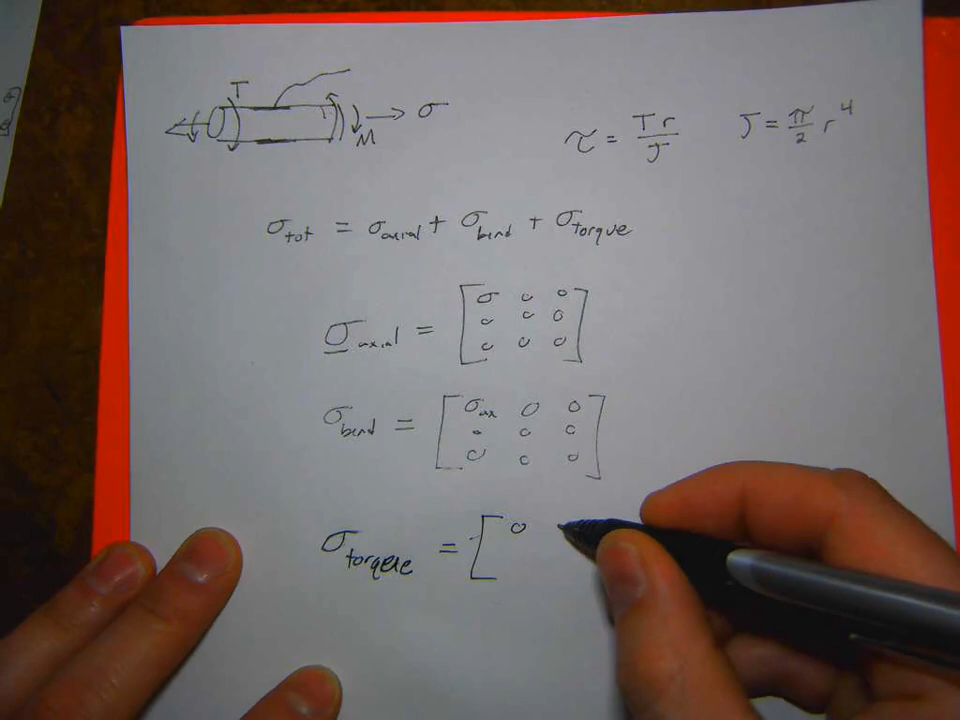 T
M
σ
τ = Tr/J J = π/2 r⁴
σtot = σaxial + σbend + σtorque
σaxial = [σ 0 0
0 0 0
0 0 0]
σbend = [σax 0 0
0 0 0
0 0 0]
σtorque = [0